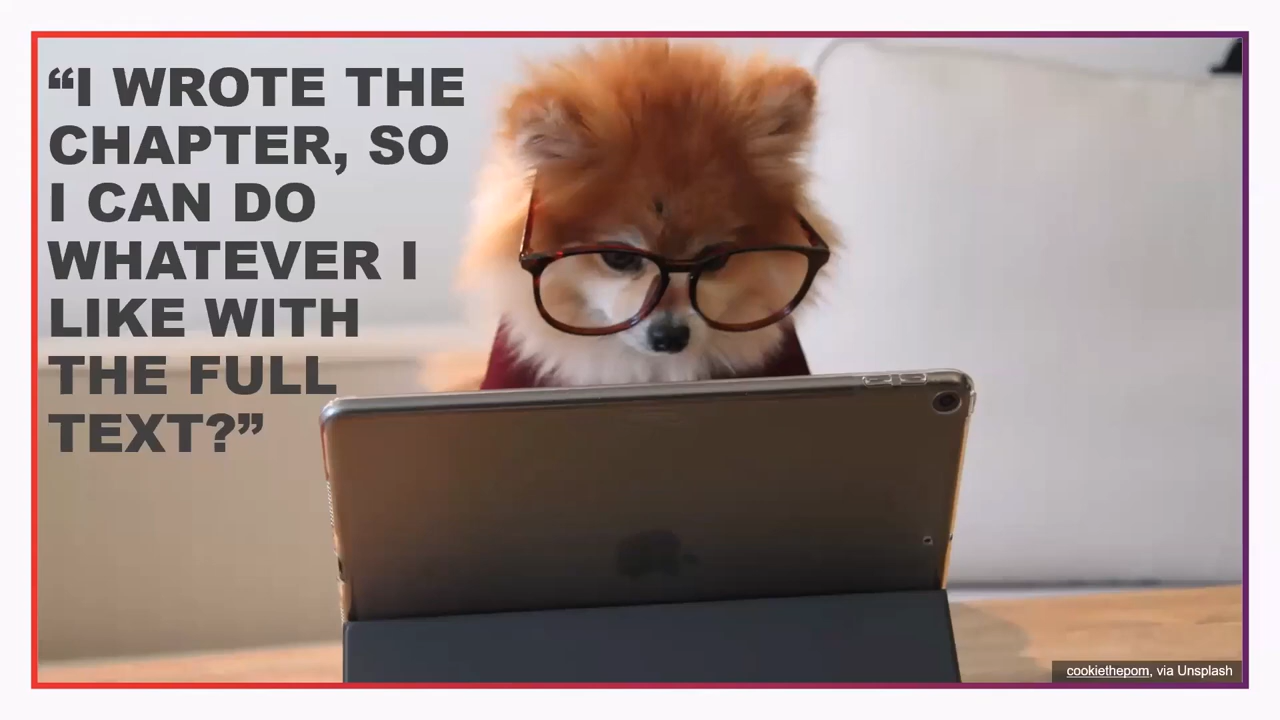 “I WROTE THE
CHAPTER, SO
I CAN DO
WHATEVER I
LIKE WITH
THE FULL
TEXT?”
cookiethepom, via Unsplash